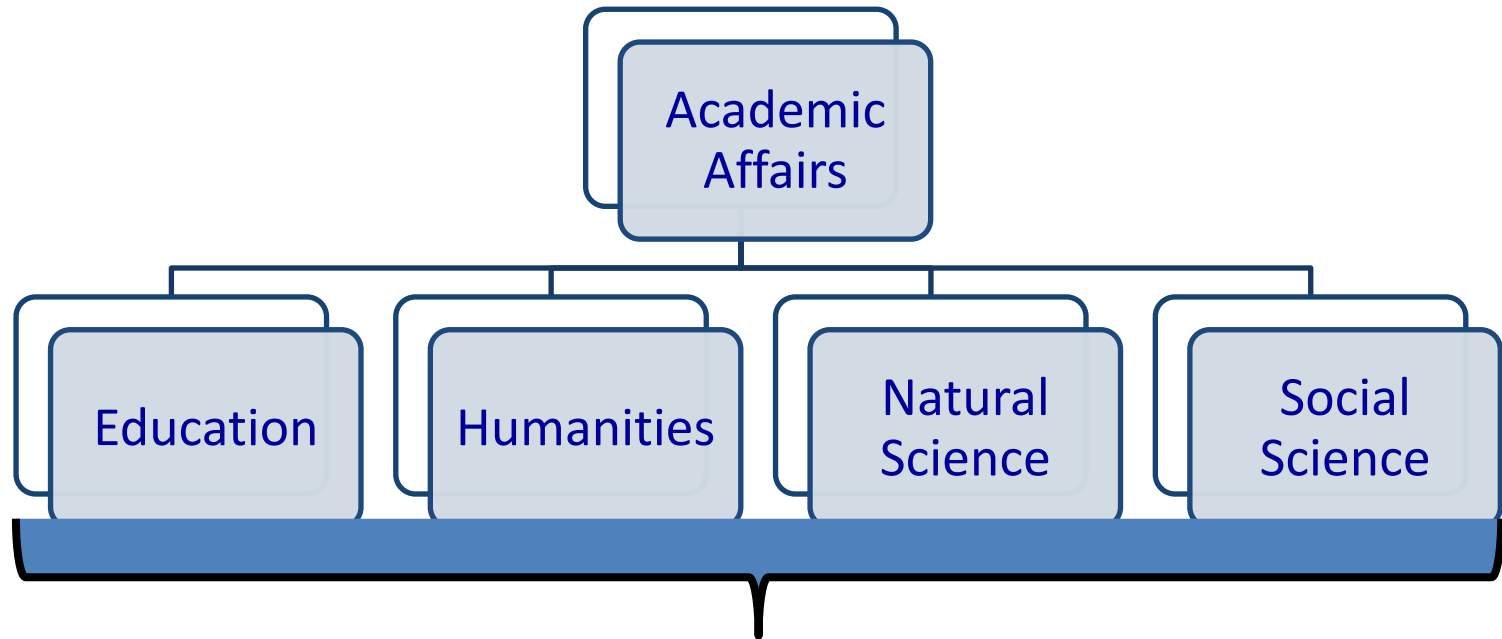 Academic
Affairs
Education
Humanities
Natural
Science
Social
Science